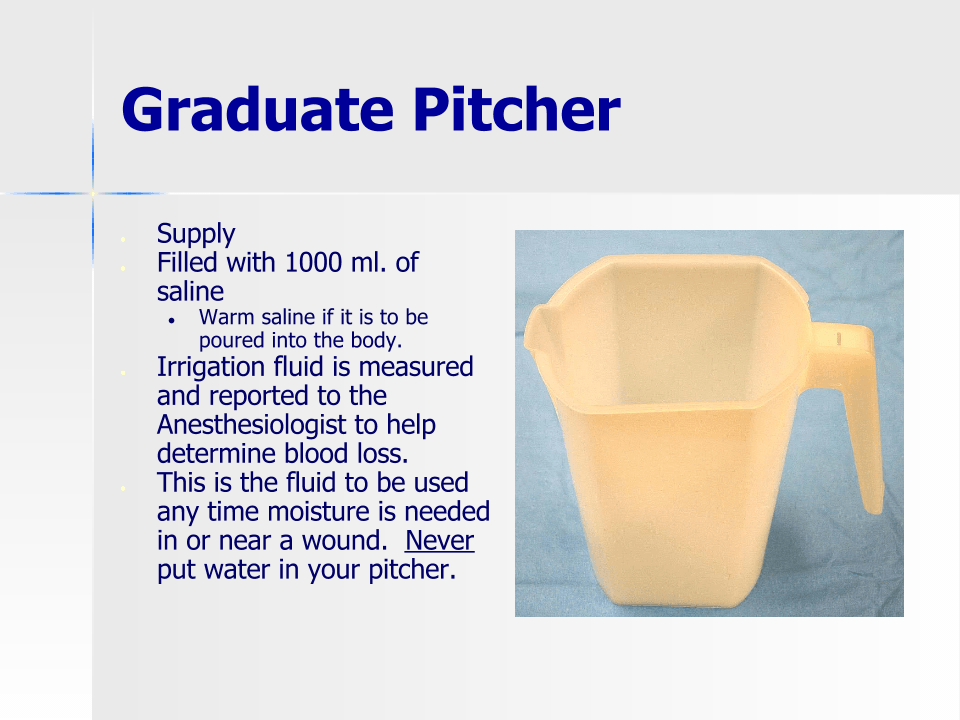 Graduate Pitcher
Supply
Filled with 1000 ml. of
saline
Warm saline if it is to be
poured into the body.
Irrigation fluid is measured
and reported to the
Anesthesiologist to help
determine blood loss.
This is the fluid to be used
any time moisture is needed
in or near a wound.  Never
put water in your pitcher.